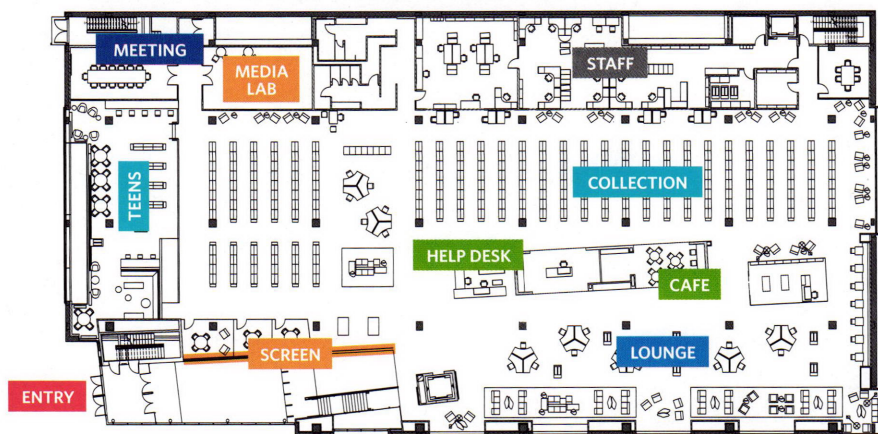 MEETING
MEDIA
LAB
STAFF
TEENS
COLLECTION
HELP DESK
CAFE
SCREEN
LOUNGE
ENTRY